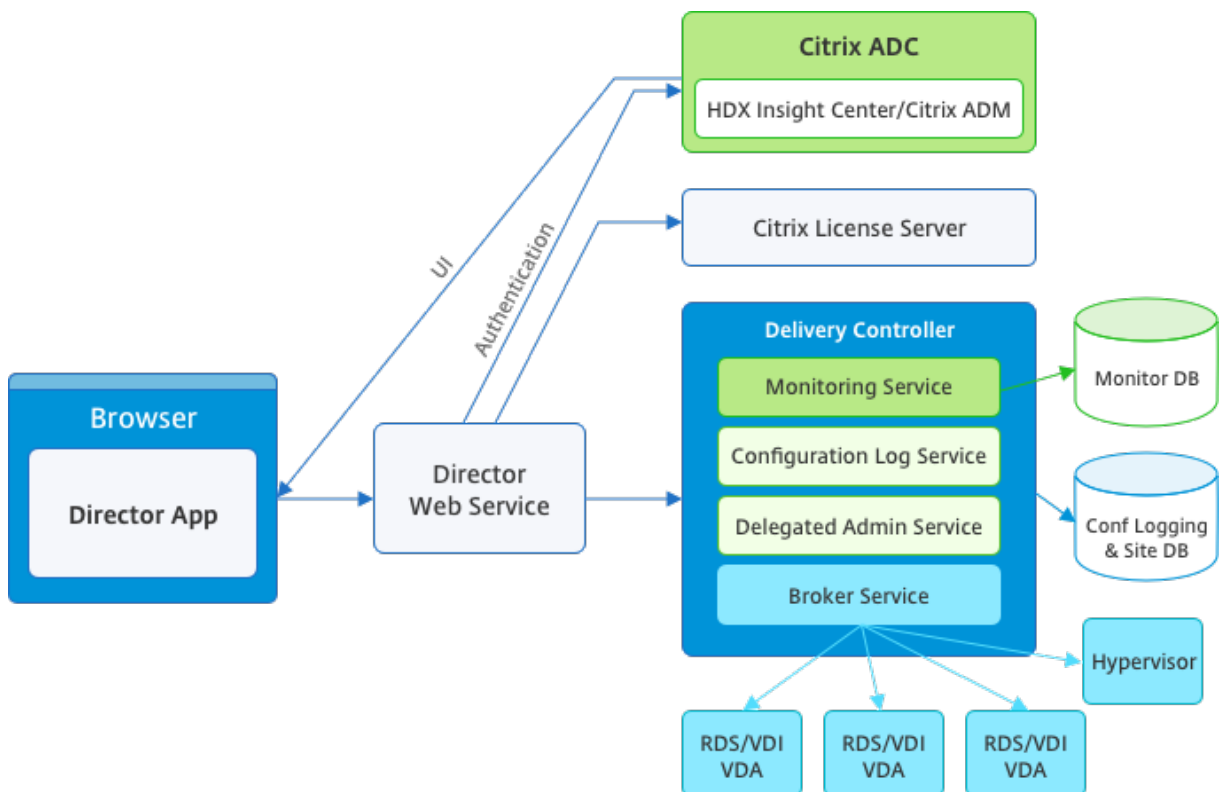 Citrix ADC
HDX Insight Center/Citrix ADM
UI
Authentication
Citrix License Server
Delivery Controller
Monitoring Service
Configuration Log Service
Delegated Admin Service
Broker Service
Monitor DB
Conf Logging
& Site DB
Browser
Director App
Director
Web Service
Hypervisor
RDS/VDI
VDA
RDS/VDI
VDA
RDS/VDI
VDA